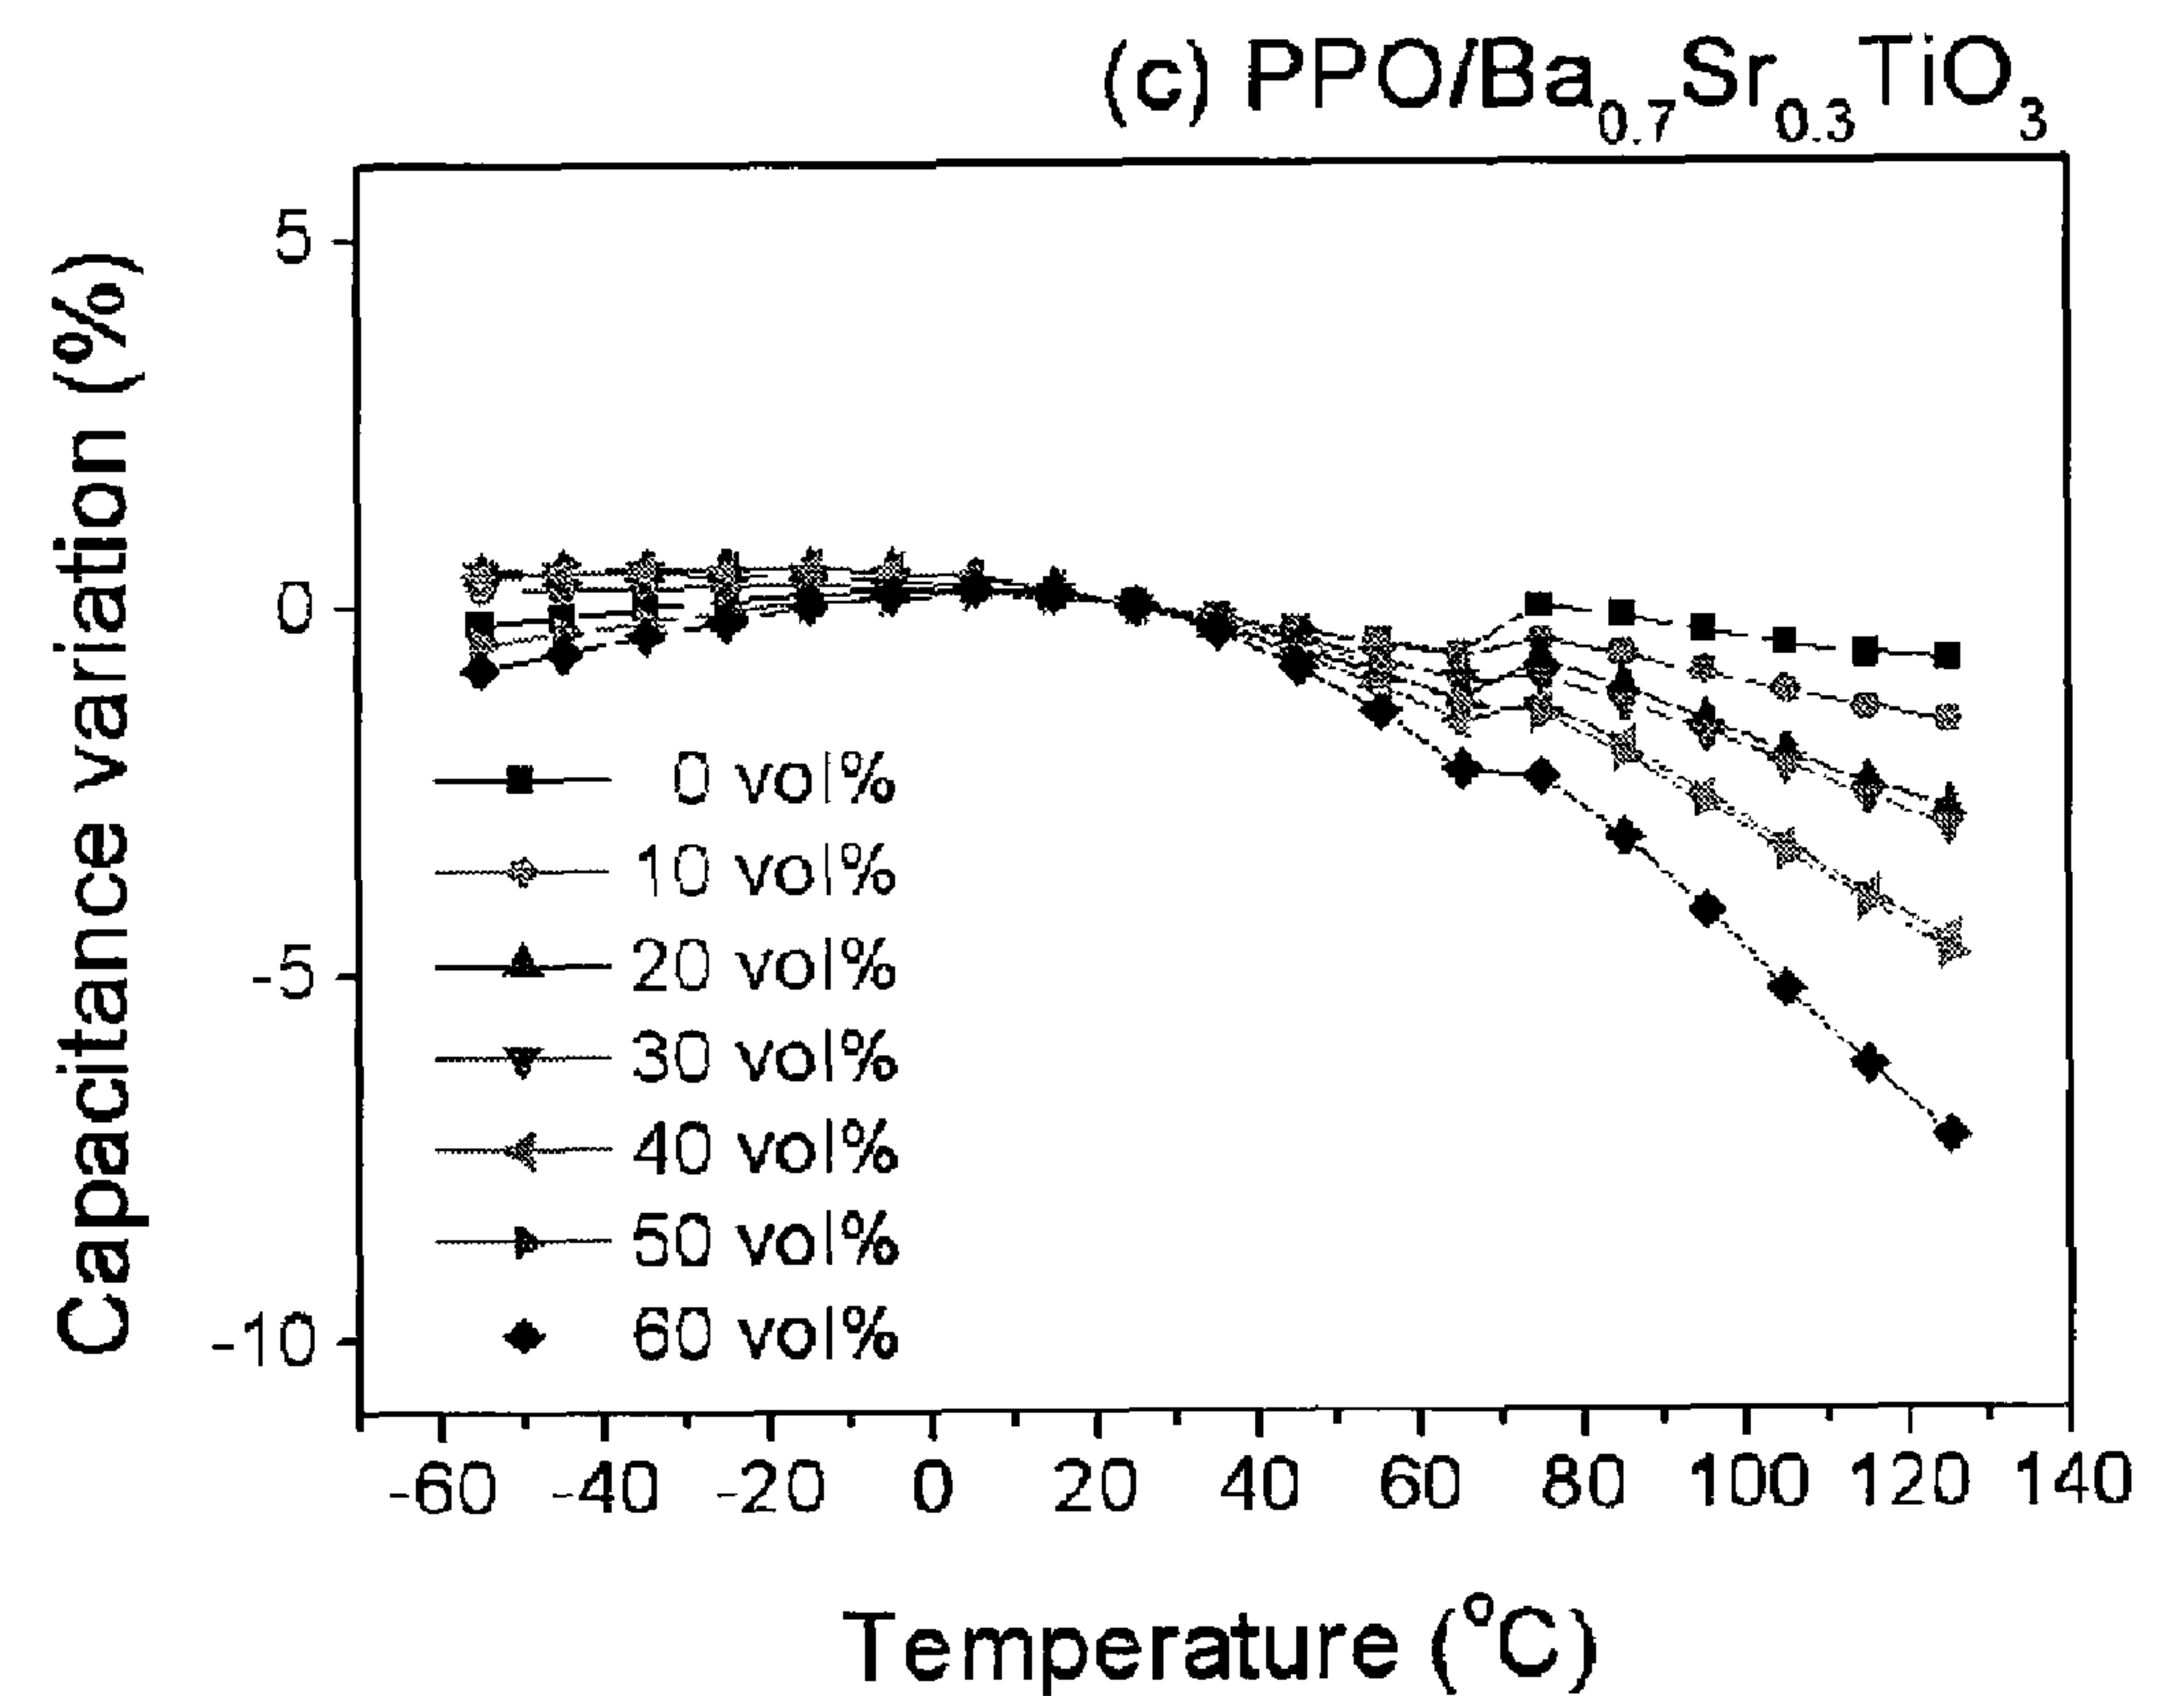 (c) PPO/Ba0.7Sr0.3TiO3
Capacitance variation (%)
5
0
-5
-10
0 vol%
10 vol%
20 vol%
30 vol%
40 vol%
50 vol%
60 vol%
-60 -40 -20 0 20 40 60 80 100 120 140
Temperature (°C)